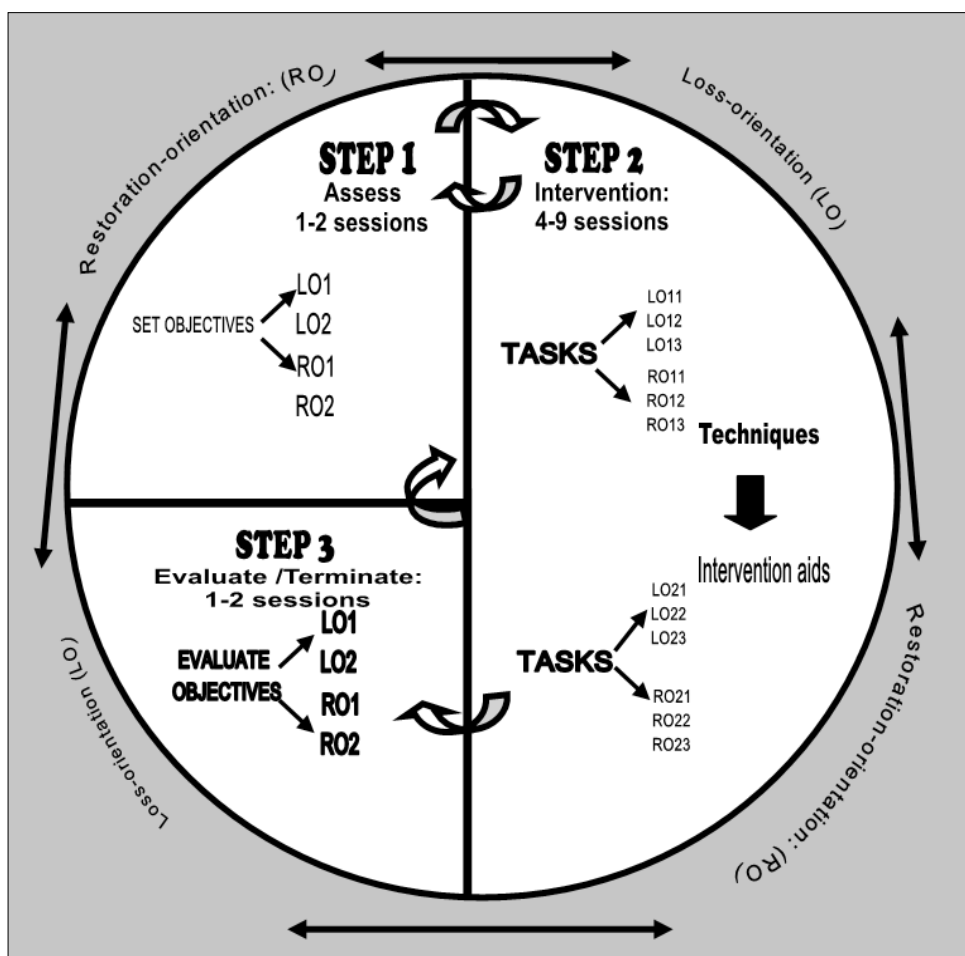 Restoration-orientation: (RO)
Loss-orientation (LO)
STEP 1
Assess
1-2 sessions
SET OBJECTIVES
LO1
LO2
RO1
RO2
STEP 2
Intervention:
4-9 sessions
TASKS
LO11
LO12
LO13
RO11
RO12
RO13
Techniques
Intervention aids
TASKS
LO21
LO22
LO23
RO21
RO22
RO23
STEP 3
Evaluate /Terminate:
1-2 sessions
EVALUATE
OBJECTIVES
LO1
LO2
RO1
RO2
Loss-orientation (LO)
Restoration-orientation: (RO)